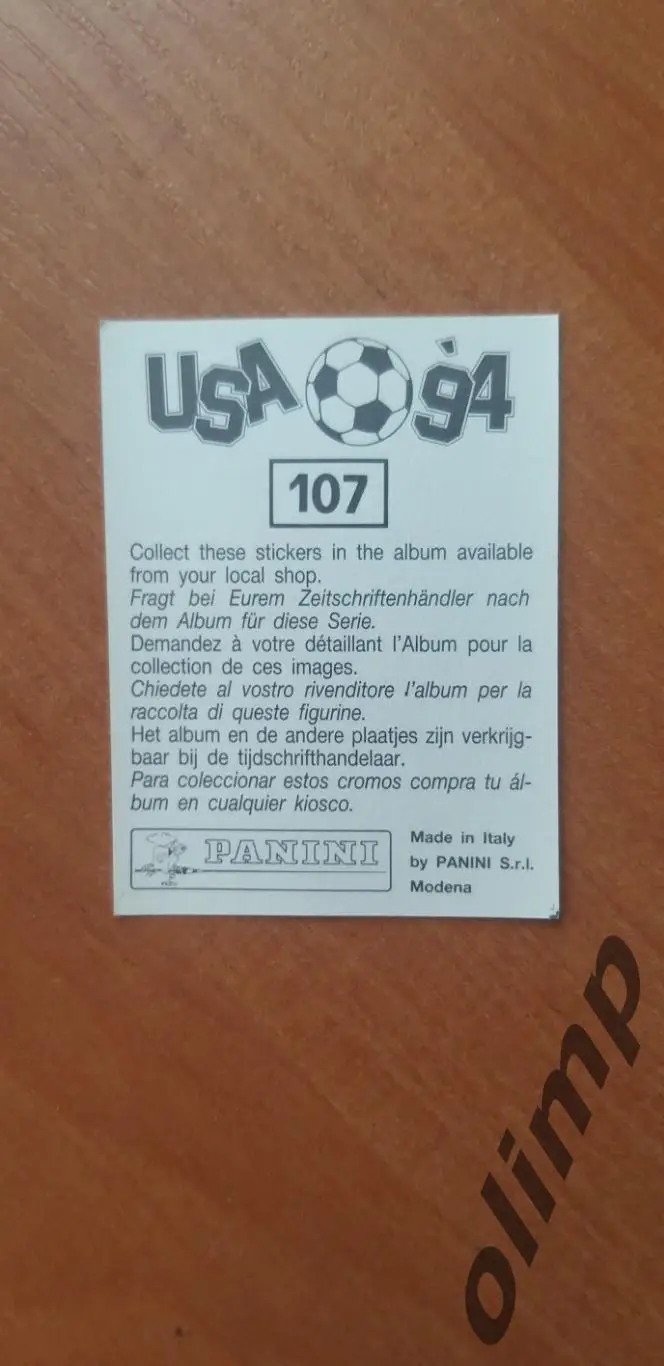 USA '94
107
Collect these stickers in the album available
from your local shop.
Fragt bei Eurem Zeitschriftenhändler nach
dem Album für diese Serie.
Demandez à votre détaillant l'Album pour la
collection de ces images.
Chiedete al vostro rivenditore l'album per la
raccolta di queste figurine.
Het album en de andere plaatjes zijn verkrijg-
baar bij de tijdschrifthandelaar.
Para coleccionar estos cromos compra tu ál-
bum en cualquier kiosco.
PANINI
Made in Italy
by PANINI S.r.l.
Modena
olimp